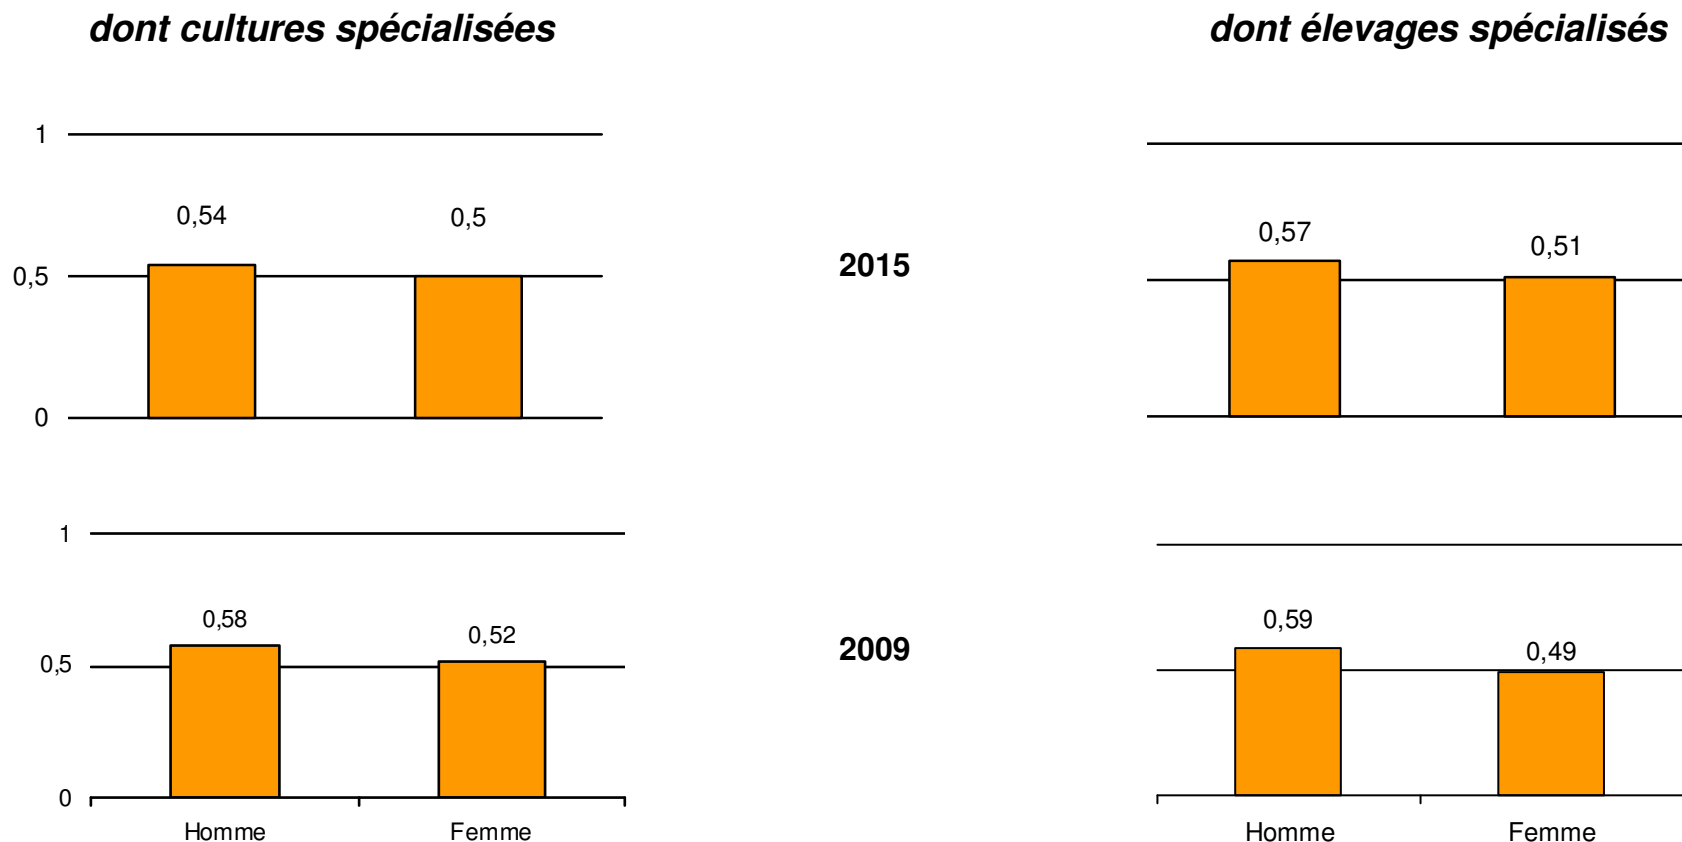 dont cultures spécialisées
dont élevages spécialisés
1
0,54
0,5
0,5
0
2015
0,57
0,51
1
0,58
0,52
0,5
0
Homme
Femme
2009
0,59
0,49
Homme
Femme